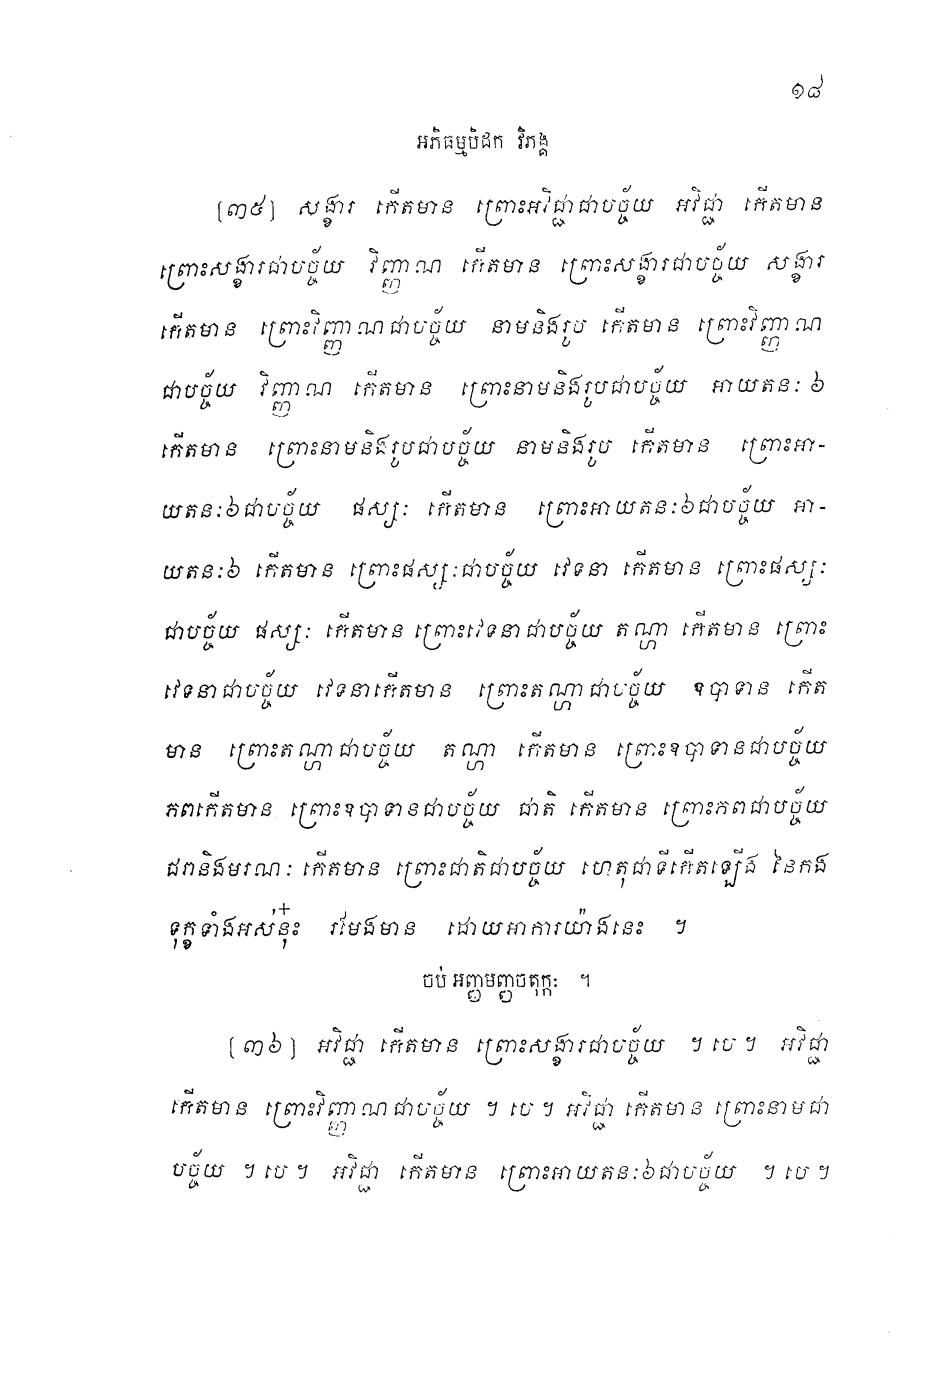 ១៨
អភិធម្មបិដក វិភង្គ
[៣៥] សង្ខារ កើតមាន ព្រោះអវិជ្ជាជាបច្ច័យ អវិជ្ជា កើតមាន
ព្រោះសង្ខារជាបច្ច័យ វិញ្ញាណ កើតមាន ព្រោះសង្ខារជាបច្ច័យ សង្ខារ
កើតមាន ព្រោះវិញ្ញាណជាបច្ច័យ នាមនិងរូប កើតមាន ព្រោះវិញ្ញាណ
ជាបច្ច័យ វិញ្ញាណ កើតមាន ព្រោះនាមនិងរូបជាបច្ច័យ អាយតនៈ ៦
កើតមាន ព្រោះនាមនិងរូបជាបច្ច័យ នាមនិងរូប កើតមាន ព្រោះអា-
យតនៈ៦ជាបច្ច័យ ផស្សៈ កើតមាន ព្រោះអាយតនៈ៦ជាបច្ច័យ អា-
យតនៈ៦ កើតមាន ព្រោះផស្សៈជាបច្ច័យ វេទនា កើតមាន ព្រោះផស្សៈ
ជាបច្ច័យ ផស្សៈ កើតមាន ព្រោះវេទនាជាបច្ច័យ តណ្ហា កើតមាន ព្រោះ
វេទនាជាបច្ច័យ វេទនាកើតមាន ព្រោះតណ្ហាជាបច្ច័យ ឧបាទាន កើត
មាន ព្រោះតណ្ហាជាបច្ច័យ តណ្ហា កើតមាន ព្រោះឧបាទានជាបច្ច័យ
ភពកើតមាន ព្រោះឧបាទានជាបច្ច័យ ជាតិ កើតមាន ព្រោះភពជាបច្ច័យ
ជរានិងមរណៈ កើតមាន ព្រោះជាតិជាបច្ច័យ ហេតុជាទីកើតឡើង នៃកង
ទុក្ខទាំងអស់នុ៎ះ រមែងមាន ដោយអាការយ៉ាងនេះ ។
ចប់ អញ្ញមញ្ញចតុក្កៈ ។
[៣៦] អវិជ្ជា កើតមាន ព្រោះសង្ខារជាបច្ច័យ ។ បេ ។ អវិជ្ជា
កើតមាន ព្រោះវិញ្ញាណជាបច្ច័យ ។ បេ ។ អវិជ្ជា កើតមាន ព្រោះនាមជា
បច្ច័យ ។ បេ ។ អវិជ្ជា កើតមាន ព្រោះអាយតនៈ៦ជាបច្ច័យ ។ បេ ។